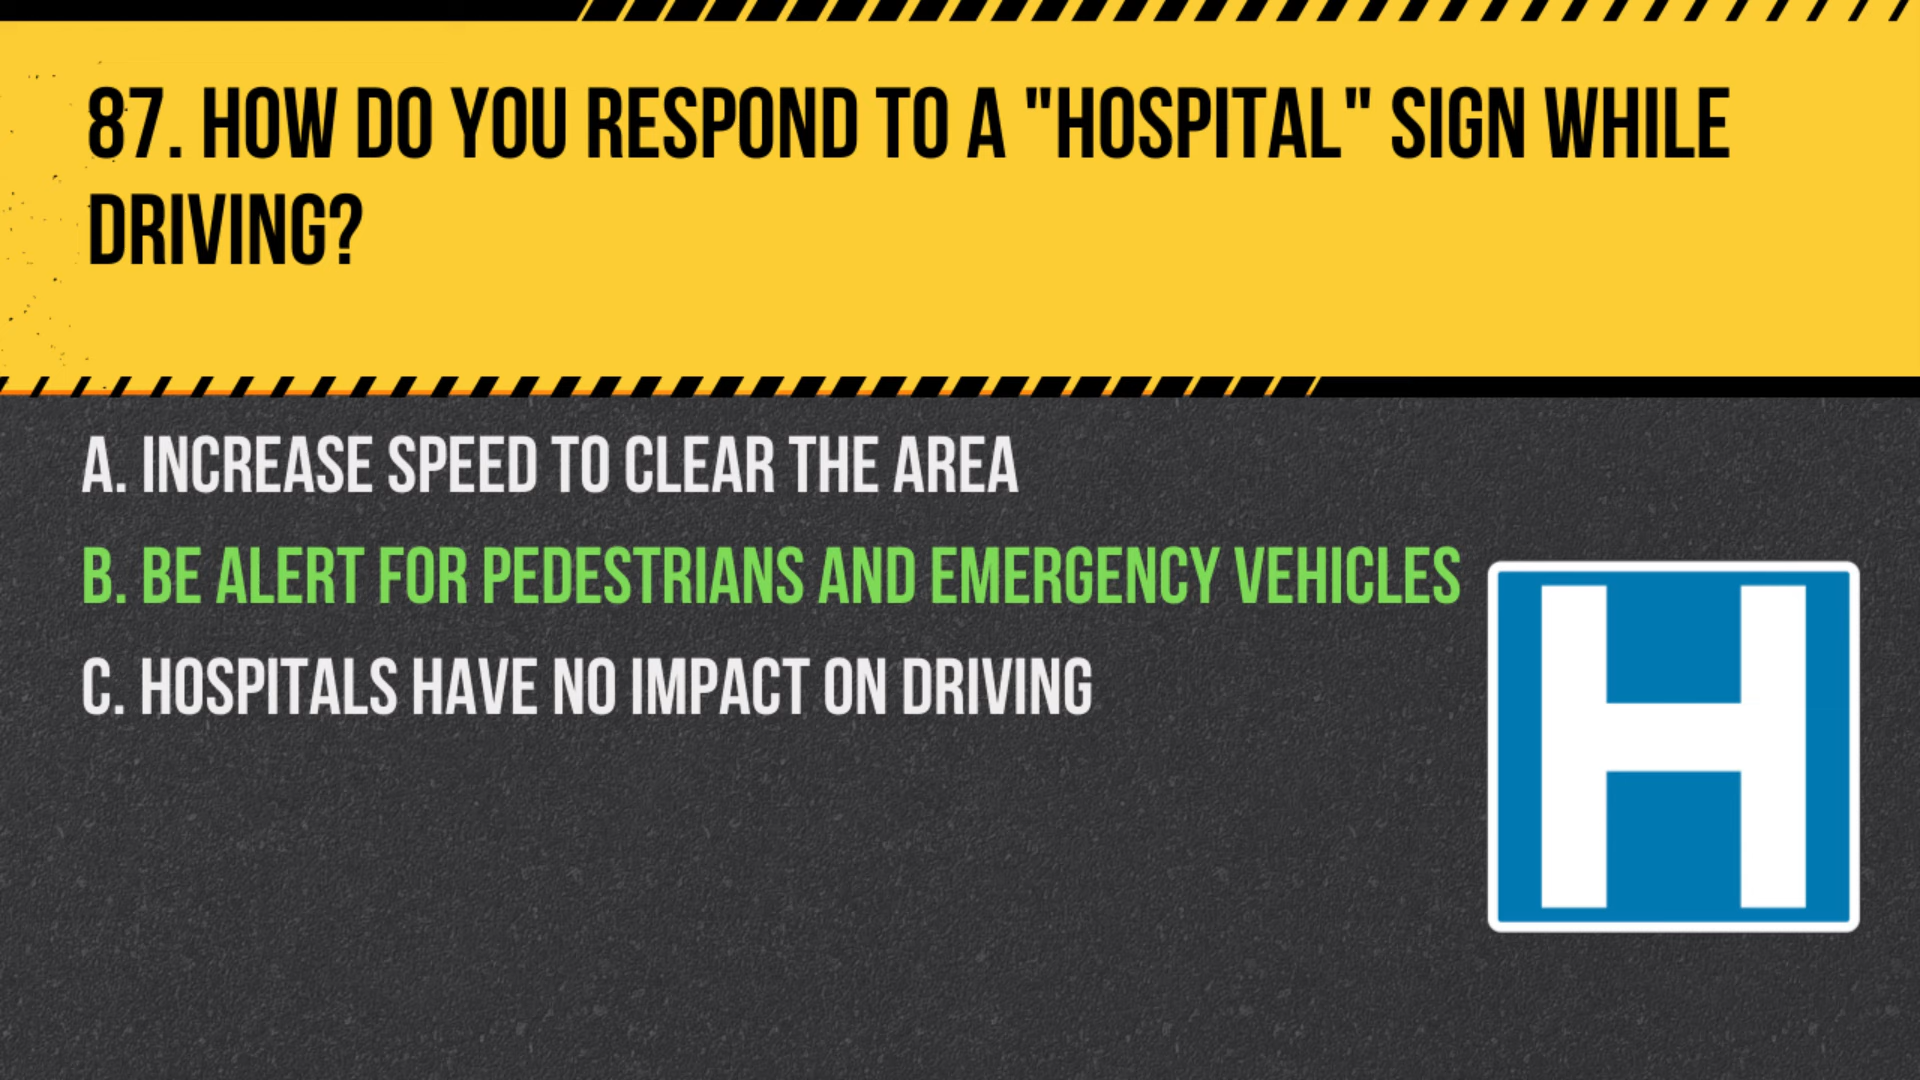 87. HOW DO YOU RESPOND TO A "HOSPITAL" SIGN WHILE
DRIVING?
A. INCREASE SPEED TO CLEAR THE AREA
B. BE ALERT FOR PEDESTRIANS AND EMERGENCY VEHICLES
C. HOSPITALS HAVE NO IMPACT ON DRIVING
H